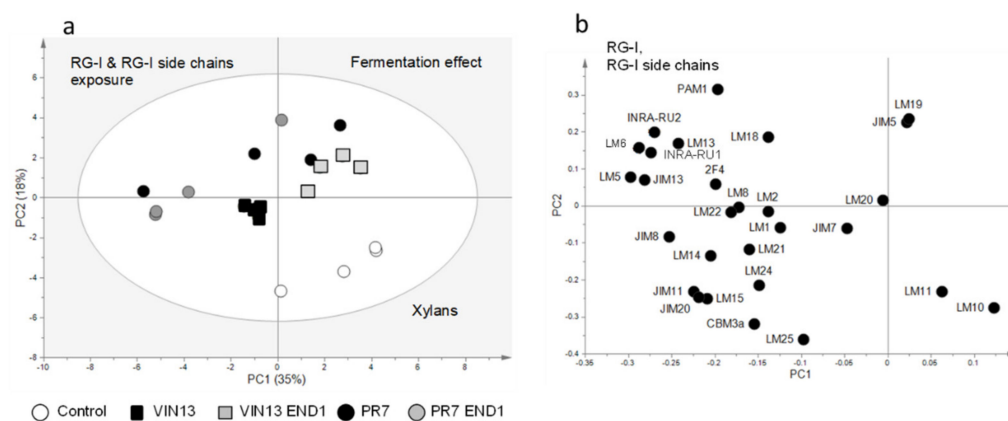 a
RG-I & RG-I side chains
exposure
Fermentation effect
Xylans
6
4
2
0
-2
-4
-6
-8
-10
-8
-6
-4
-2
0
2
4
6
8
10
PC2 (18%)
PC1 (35%)
Control
VIN13
VIN13 END1
PR7
PR7 END1
b
RG-I,
RG-I side chains
PAM1
LM19
JIM5
INRA-RU2
LM6
LM13
LM18
INRA-RU1
LM5
JIM13
2F4
LM8
LM2
LM20
LM22
LM1
JIM7
JIM8
LM14
LM21
LM24
JIM11
LM15
JIM20
LM11
LM10
CBM3a
LM25
0.3
0.2
0.1
0
-0.1
-0.2
-0.3
-0.4
-0.35
-0.3
-0.25
-0.2
-0.15
-0.1
-0.05
0
0.05
0.1
PC2
PC1